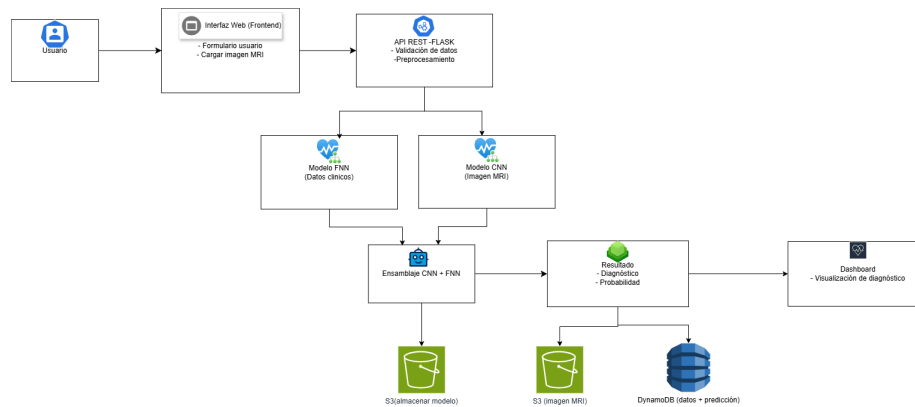 Usuario
Interfaz Web (Frontend)
- Formulario usuario
- Cargar imagen MRI
API REST -FLASK
- Validación de datos
-Preprocesamiento
Modelo FNN
(Datos clínicos)
Modelo CNN
(Imagen MRI)
Ensamblaje CNN + FNN
Resultado
- Diagnóstico
- Probabilidad
Dashboard
- Visualización de diagnóstico
S3(almacenar modelo)
S3 (imagen MRI)
DynamoDB (datos + predicción)